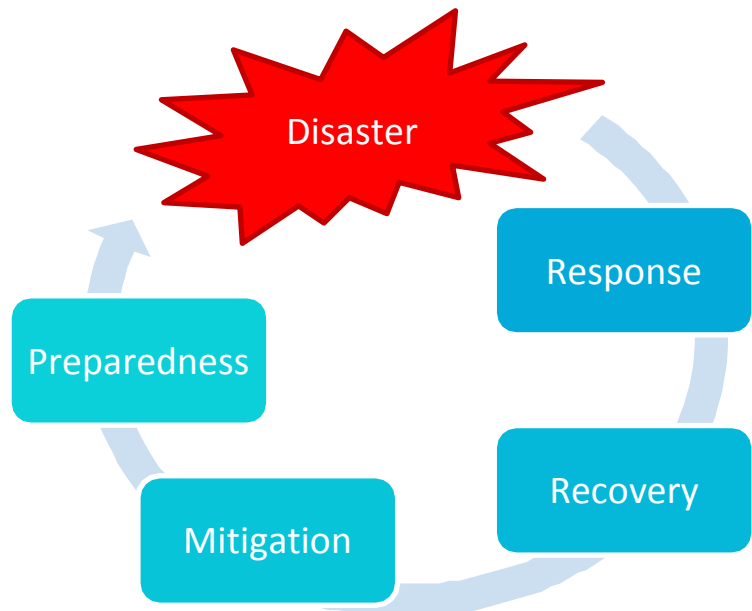 Disaster
Response
Recovery
Mitigation
Preparedness